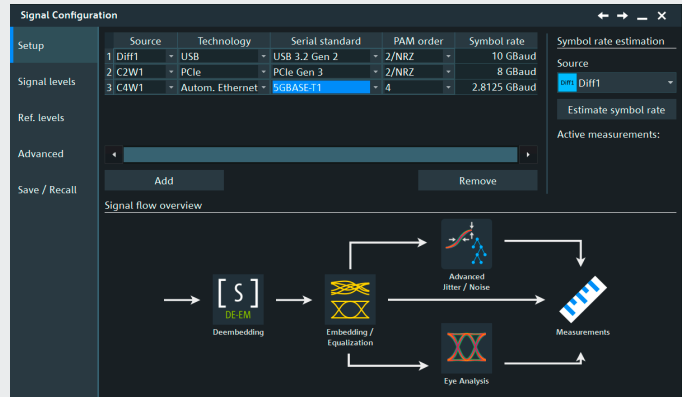 Signal Configuration
Setup
Signal levels
Ref. levels
Advanced
Save / Recall
Source Technology Serial standard PAM order Symbol rate
1 Diff1 USB USB 3.2 Gen 2 2/NRZ 10 GBaud
2 C2W1 PCIe PCIe Gen 3 2/NRZ 8 GBaud
3 C4W1 Autom. Ethernet 5GBASE-T1 4 2.8125 GBaud
Add Remove
Symbol rate estimation
Source
Diff1 Diff1
Estimate symbol rate
Active measurements:
Signal flow overview
[ S ]
DE-EM
Deembedding
Embedding /
Equalization
Advanced
Jitter / Noise
Eye Analysis
Measurements